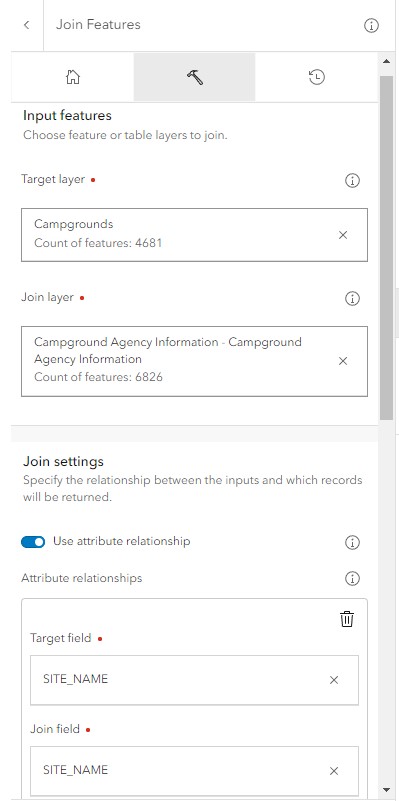 Join Features
Input features
Choose feature or table layers to join.
Target layer
Campgrounds
Count of features: 4681
Join layer
Campground Agency Information - Campground
Agency Information
Count of features: 6826
Join settings
Specify the relationship between the inputs and which records
will be returned.
Use attribute relationship
Attribute relationships
Target field
SITE_NAME
Join field
SITE_NAME